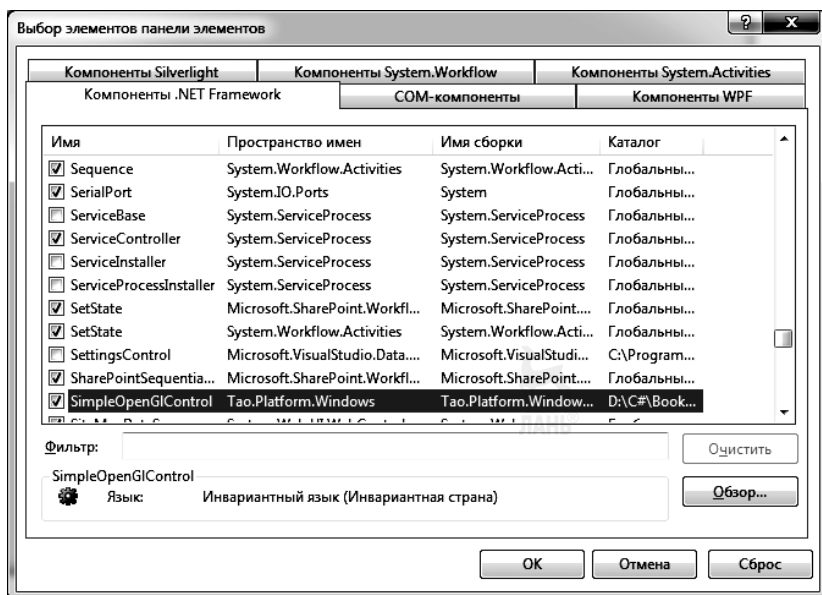 Выбор элементов панели элементов
Компоненты Silverlight Компоненты System.Workflow Компоненты System.Activities
Компоненты .NET Framework COM-компоненты Компоненты WPF
Имя Пространство имен Имя сборки Каталог
Sequence System.Workflow.Activities System.Workflow.Acti... Глобальны...
SerialPort System.IO.Ports System Глобальны...
ServiceBase System.ServiceProcess System.ServiceProcess Глобальны...
ServiceController System.ServiceProcess System.ServiceProcess Глобальны...
ServiceInstaller System.ServiceProcess System.ServiceProcess Глобальны...
ServiceProcessInstaller System.ServiceProcess System.ServiceProcess Глобальны...
SetState Microsoft.SharePoint.Workfl... Microsoft.SharePoint.... Глобальны...
SetState System.Workflow.Activities System.Workflow.Acti... Глобальны...
SettingsControl Microsoft.VisualStudio.Data.... Microsoft.VisualStudi... C:\Program...
SharePointSequentia... Microsoft.SharePoint.Workfl... Microsoft.SharePoint.... Глобальны...
SimpleOpenGlControl Tao.Platform.Windows Tao.Platform.Window... D:\C#\Book...
ЛАНЬ®
Фильтр: Очистить
SimpleOpenGlControl
Язык: Инвариантный язык (Инвариантная страна) Обзор...
ОК Отмена Сброс